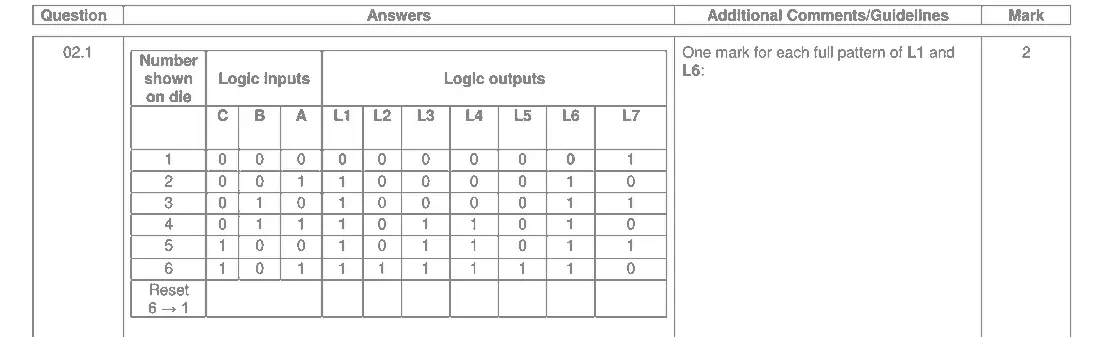 Question Answers Additional Comments/Guidelines Mark
02.1 Number shown on die Logic Inputs Logic outputs One mark for each full pattern of L1 and L6: 2
C B A L1 L2 L3 L4 L5 L6 L7
1 0 0 0 0 0 0 0 0 0 1
2 0 0 1 1 0 0 0 0 1 0
3 0 1 0 1 0 0 0 0 1 1
4 0 1 1 1 0 1 1 0 1 0
5 1 0 0 1 0 1 1 0 1 1
6 1 0 1 1 1 1 1 1 1 0
Reset
6 → 1